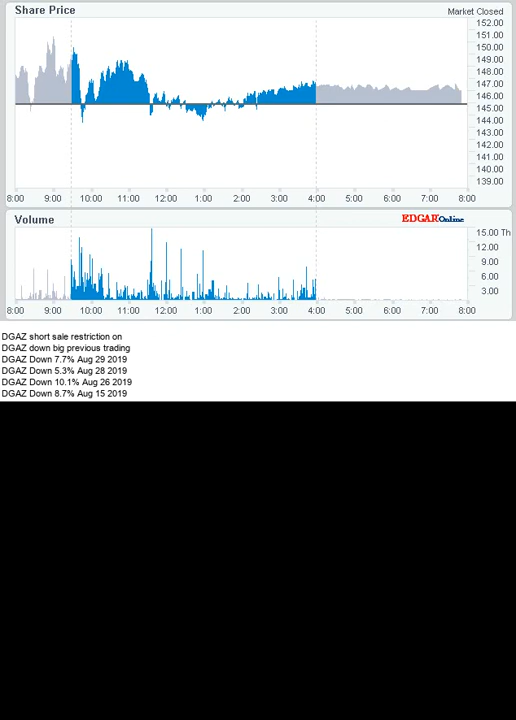 Share Price
Market Closed
152.00
151.00
150.00
149.00
148.00
147.00
146.00
145.00
144.00
143.00
142.00
141.00
140.00
139.00
8:00 9:00 10:00 11:00 12:00 1:00 2:00 3:00 4:00 5:00 6:00 7:00 8:00
Volume
EDGAR Online
15.00 Th
12.00
9.00
6.00
3.00
8:00 9:00 10:00 11:00 12:00 1:00 2:00 3:00 4:00 5:00 6:00 7:00 8:00
DGAZ short sale restriction on
DGAZ down big previous trading
DGAZ Down 7.7% Aug 29 2019
DGAZ Down 5.3% Aug 28 2019
DGAZ Down 10.1% Aug 26 2019
DGAZ Down 8.7% Aug 15 2019